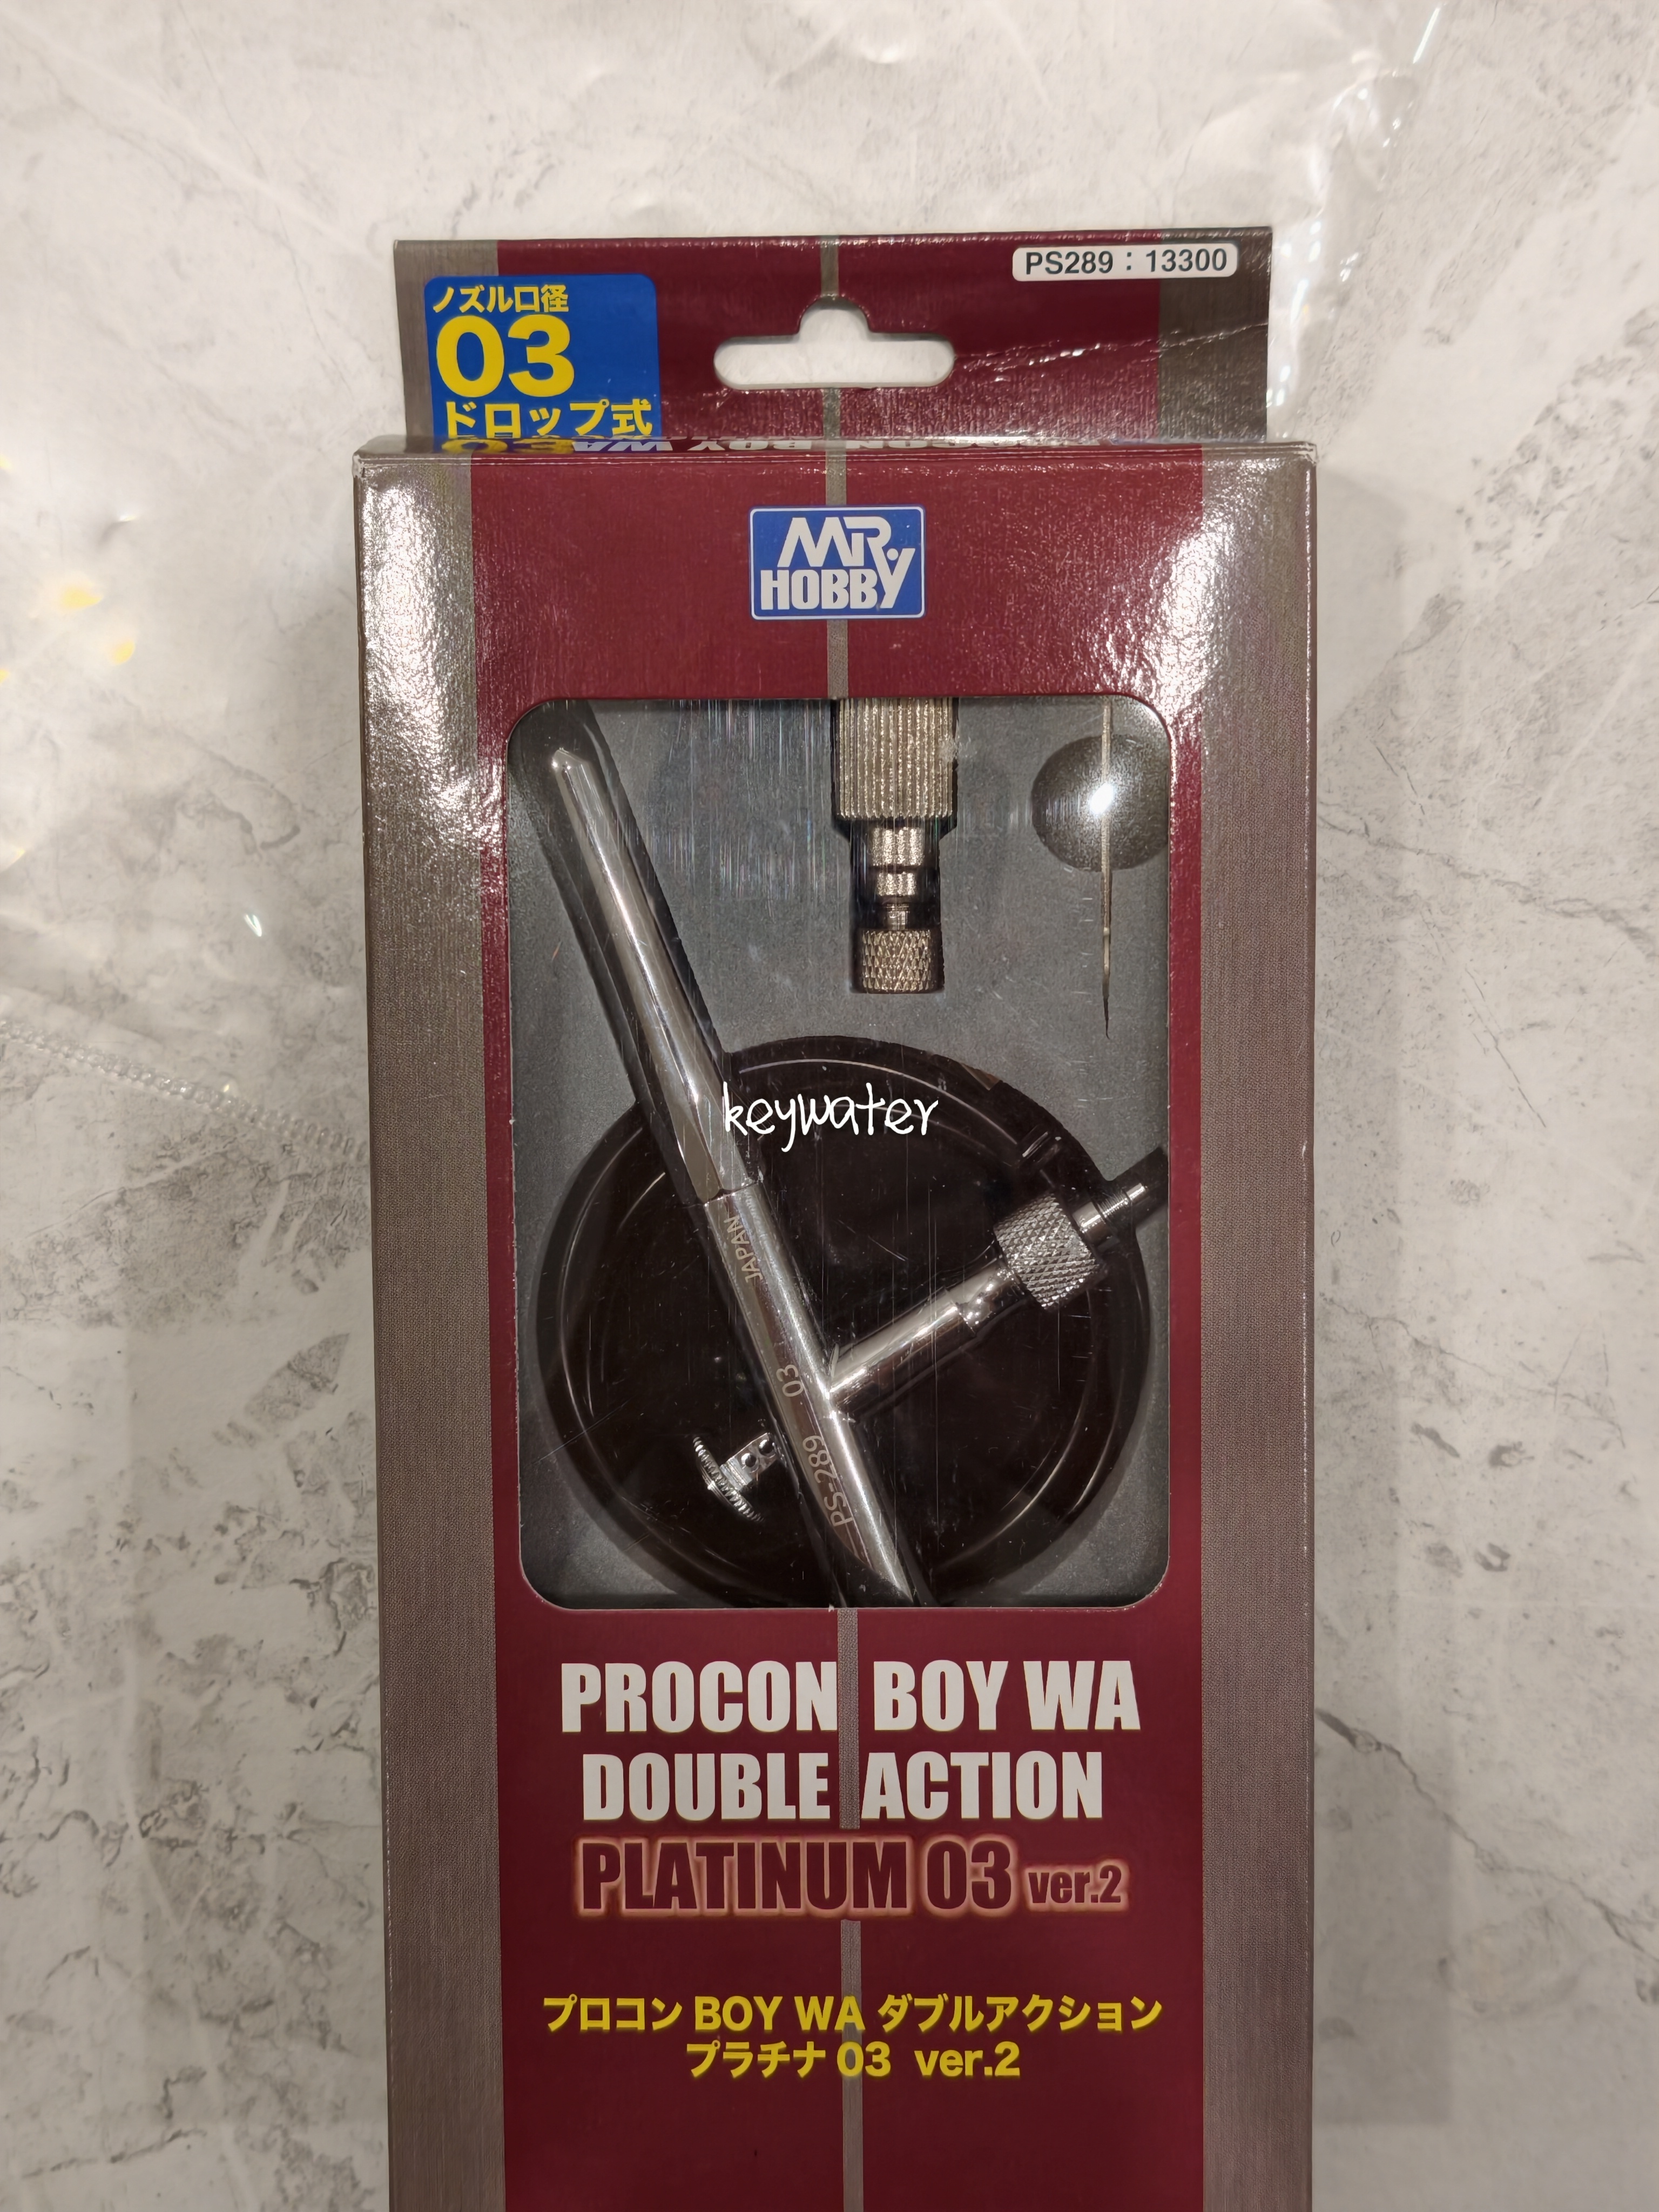 PS289：13300
ノズル口径
03
ドロップ式
MR.
HOBBY
keywater
JAPAN
03
PS-289
PROCON BOY WA
DOUBLE ACTION
PLATINUM 03 ver.2
プロコン BOY WA ダブルアクション
プラチナ 03 ver.2